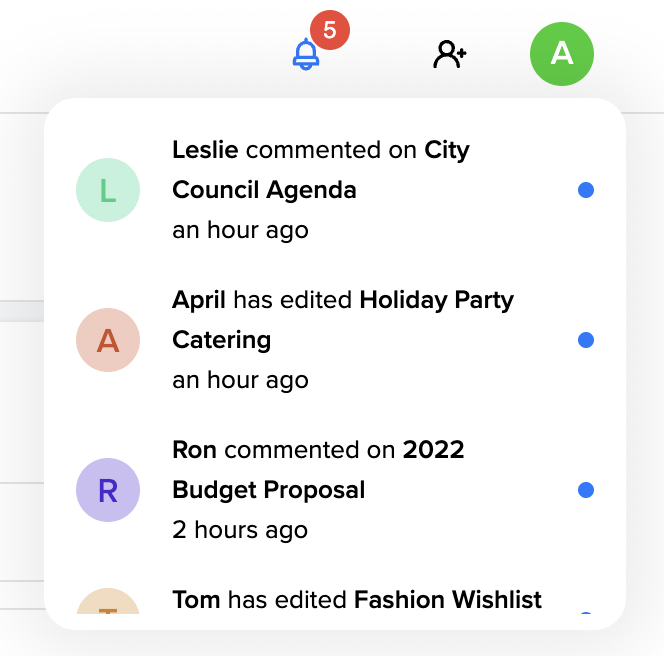 5
A
L
Leslie commented on City
Council Agenda
an hour ago
A
April has edited Holiday Party
Catering
an hour ago
R
Ron commented on 2022
Budget Proposal
2 hours ago
T
Tom has edited Fashion Wishlist